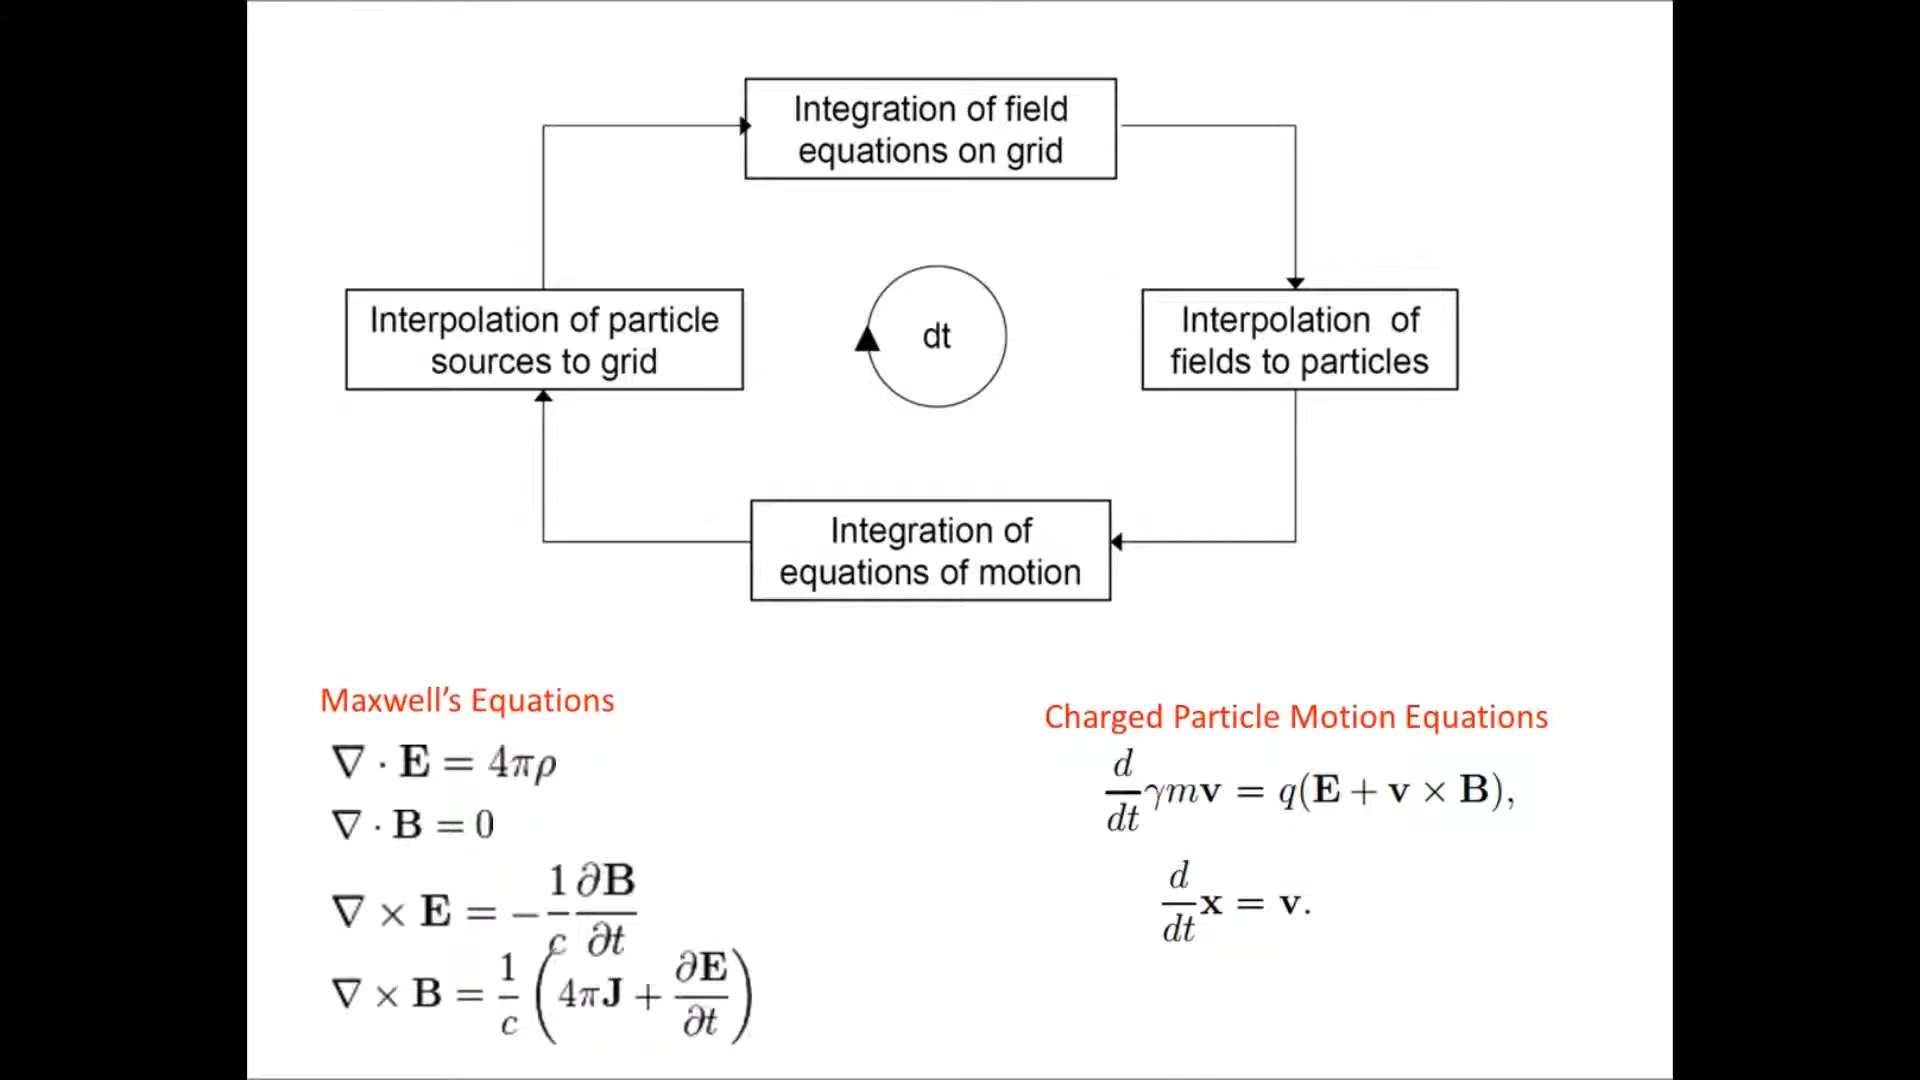 Integration of field
equations on grid
Interpolation of particle
sources to grid
dt
Interpolation of
fields to particles
Integration of
equations of motion
Maxwell's Equations
∇ · E = 4πρ
∇ · B = 0
∇ × E = −(1/c) ∂B/∂t
∇ × B = (1/c) (4πJ + ∂E/∂t)
Charged Particle Motion Equations
d/dt γmv = q(E + v × B),
d/dt x = v.